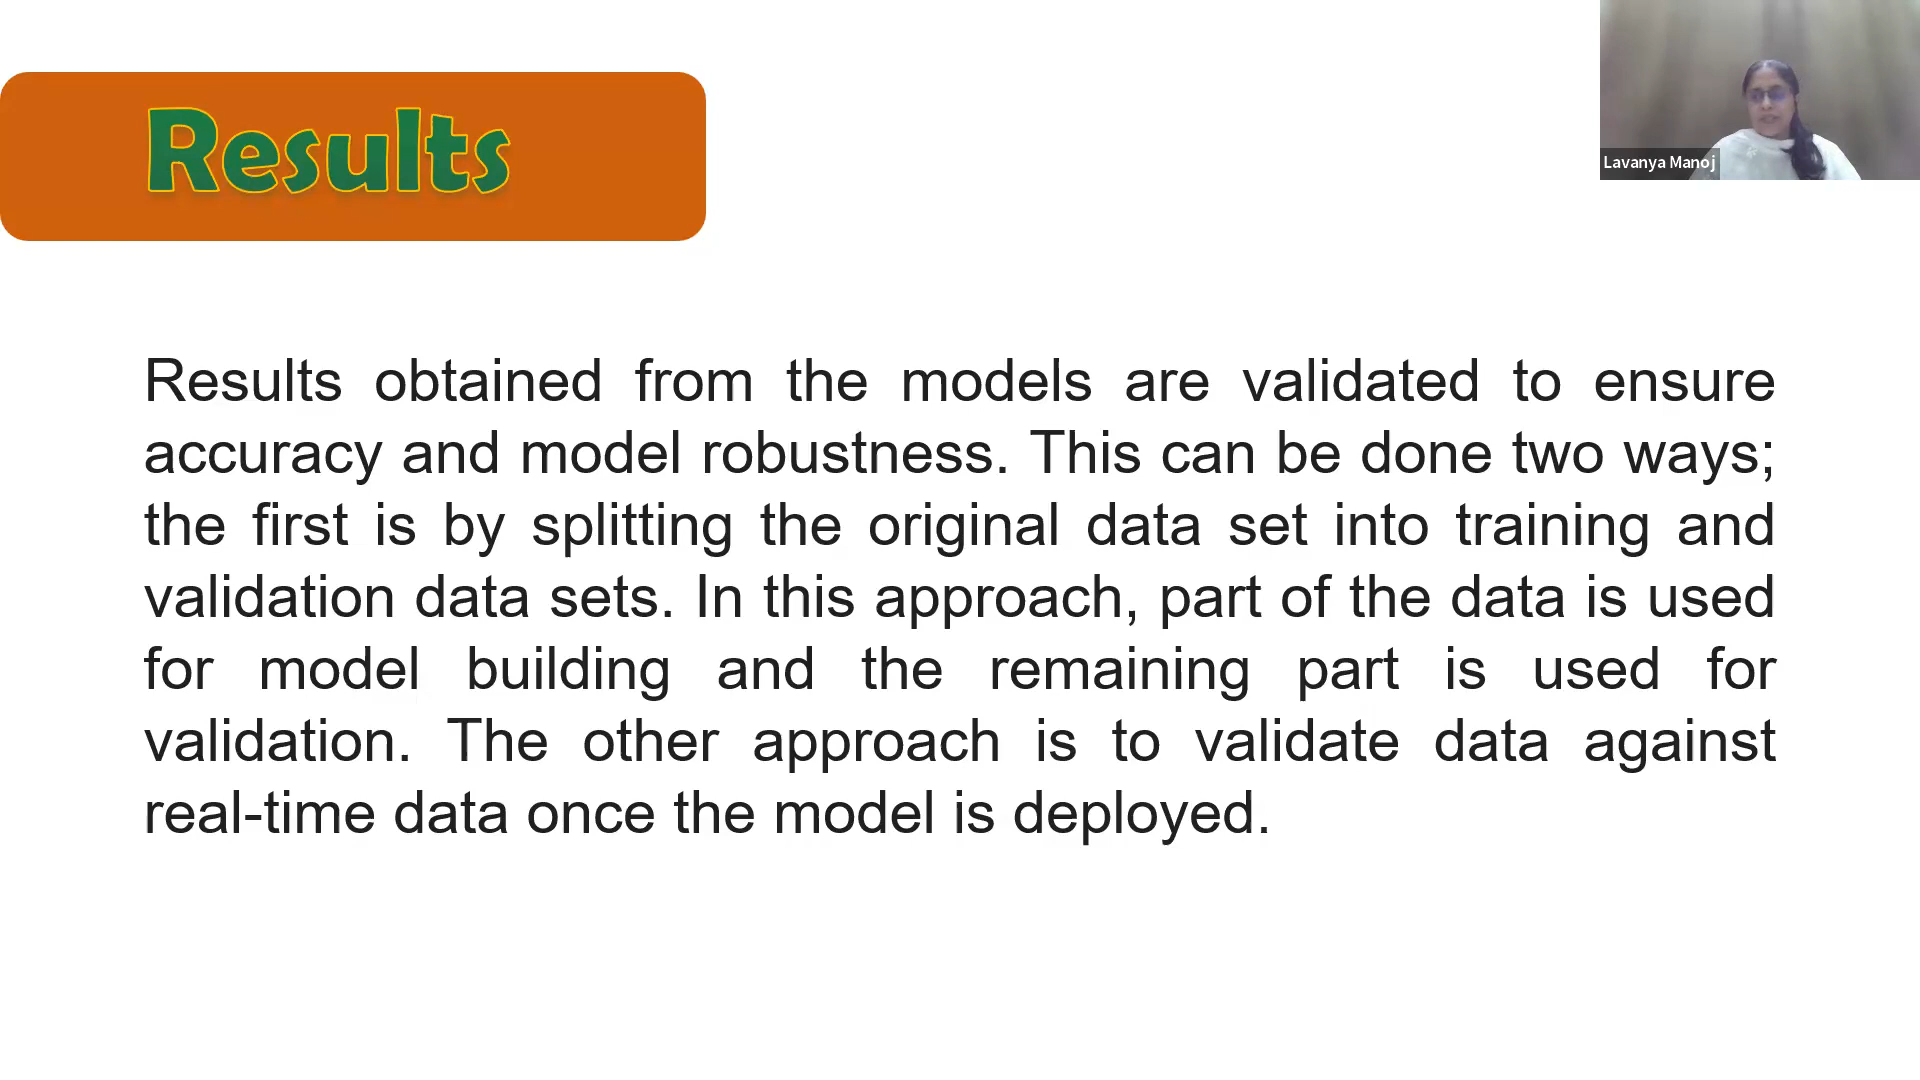 Results
Lavanya Manoj
Results obtained from the models are validated to ensure
accuracy and model robustness. This can be done two ways;
the first is by splitting the original data set into training and
validation data sets. In this approach, part of the data is used
for model building and the remaining part is used for
validation. The other approach is to validate data against
real-time data once the model is deployed.